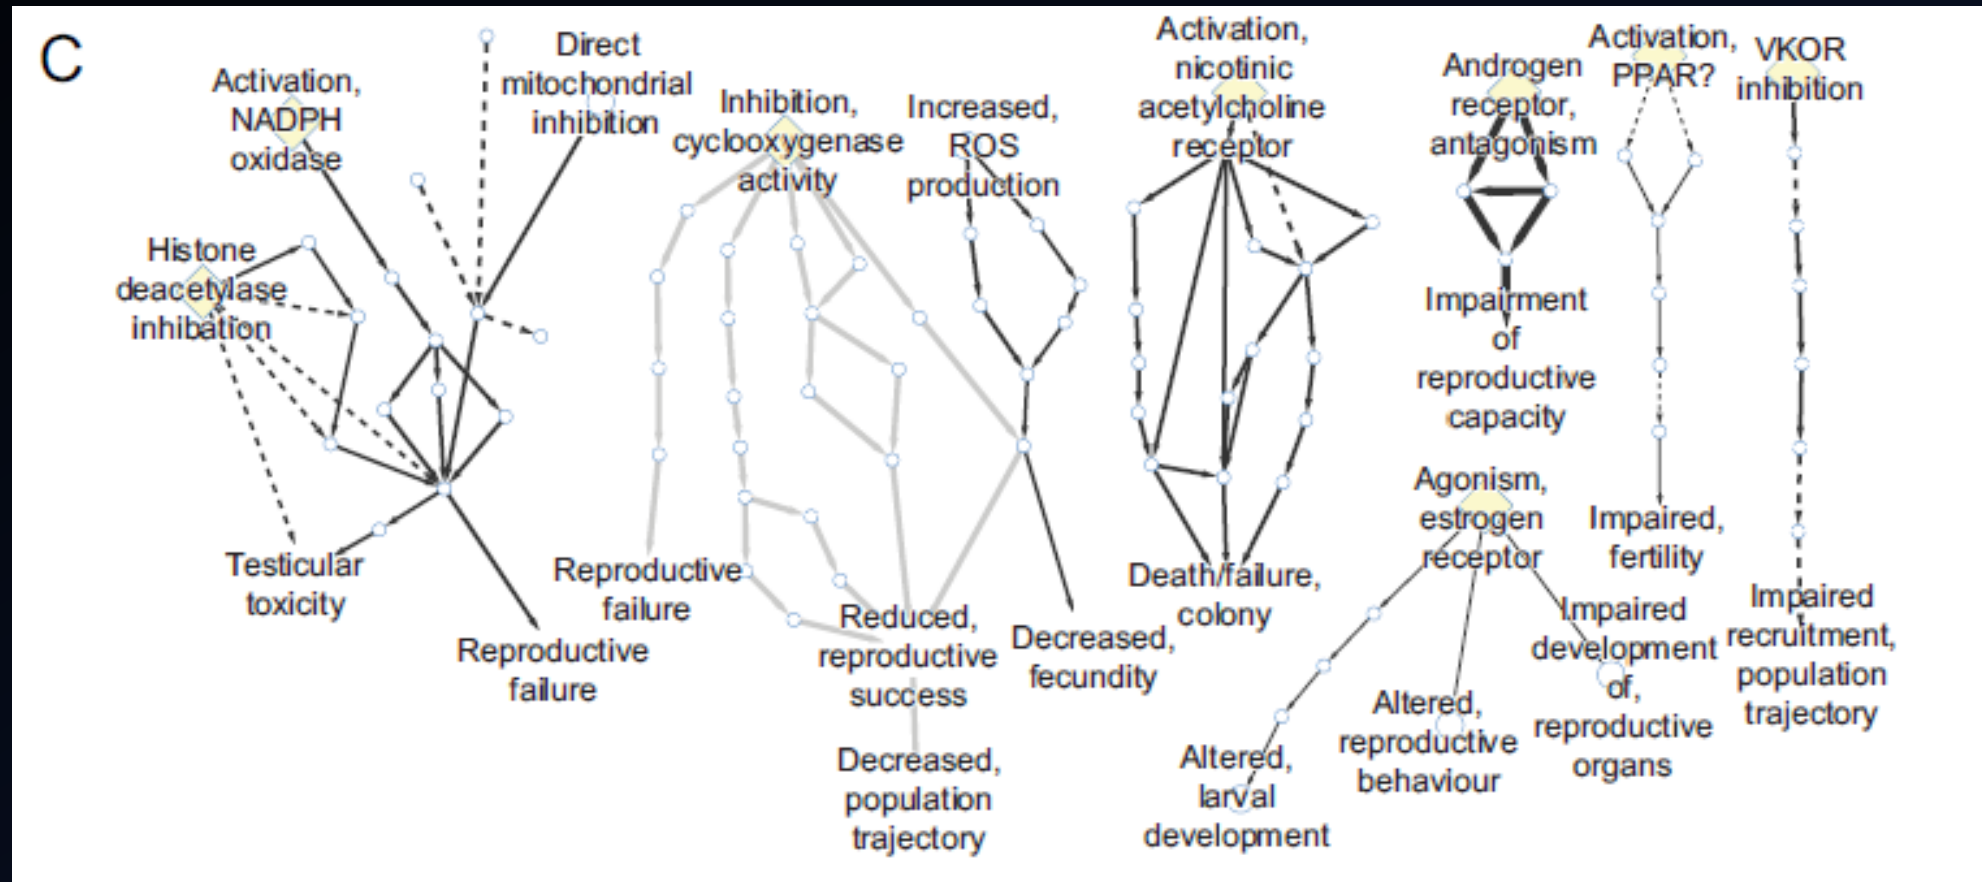 C
Activation,
NADPH
oxidase
Direct
mitochondrial
inhibition
Histone
deacetylase
inhibation
Testicular
toxicity
Reproductive
failure
Inhibition,
cyclooxygenase
activity
Increased,
ROS
production
Reproductive
failure
Reduced,
reproductive
success
Decreased,
fecundity
Decreased,
population
trajectory
Activation,
nicotinic
acetylcholine
receptor
Death/failure,
colony
Androgen
receptor,
antagonism
Impairment
of
reproductive
capacity
Agonism,
estrogen
receptor
Altered,
larval
development
Altered,
reproductive
behaviour
Impaired
development
of,
reproductive
organs
Activation,
PPAR?
Impaired,
fertility
VKOR
inhibition
Impaired
recruitment,
population
trajectory